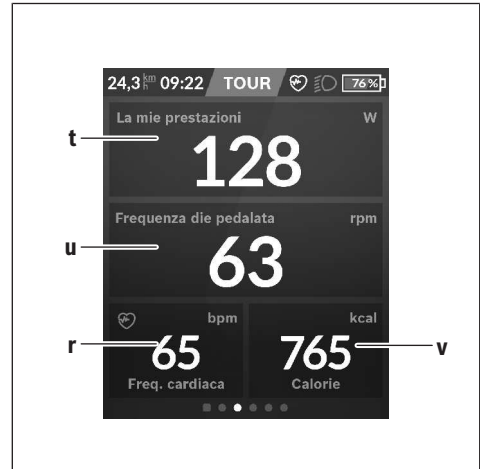 24,3 km/h 09:22 TOUR 76 %
La mie prestazioni W
t
128
Frequenza die pedalata rpm
u
63
bpm kcal
r 65 765 v
Freq. cardiaca Calorie